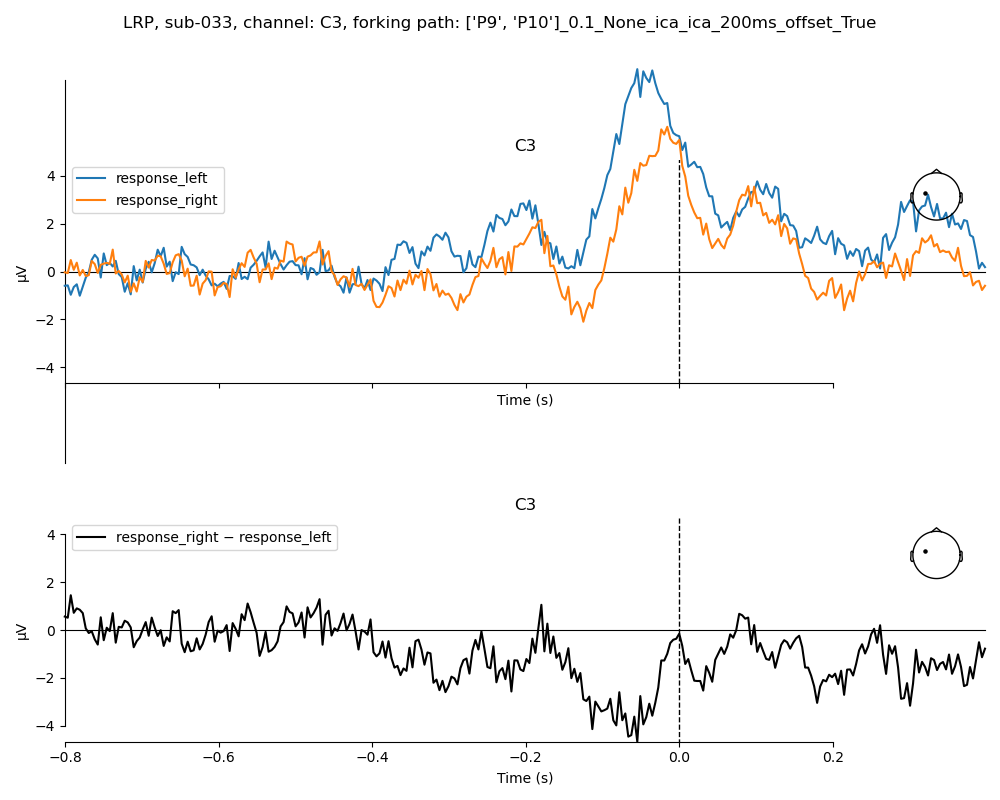 LRP, sub-033, channel: C3, forking path: ['P9', 'P10']_0.1_None_ica_ica_200ms_offset_True
C3
response_left
response_right
4
2
0
−2
−4
µV
Time (s)
C3
response_right − response_left
4
2
0
−2
−4
µV
−0.8
−0.6
−0.4
−0.2
0.0
0.2
Time (s)